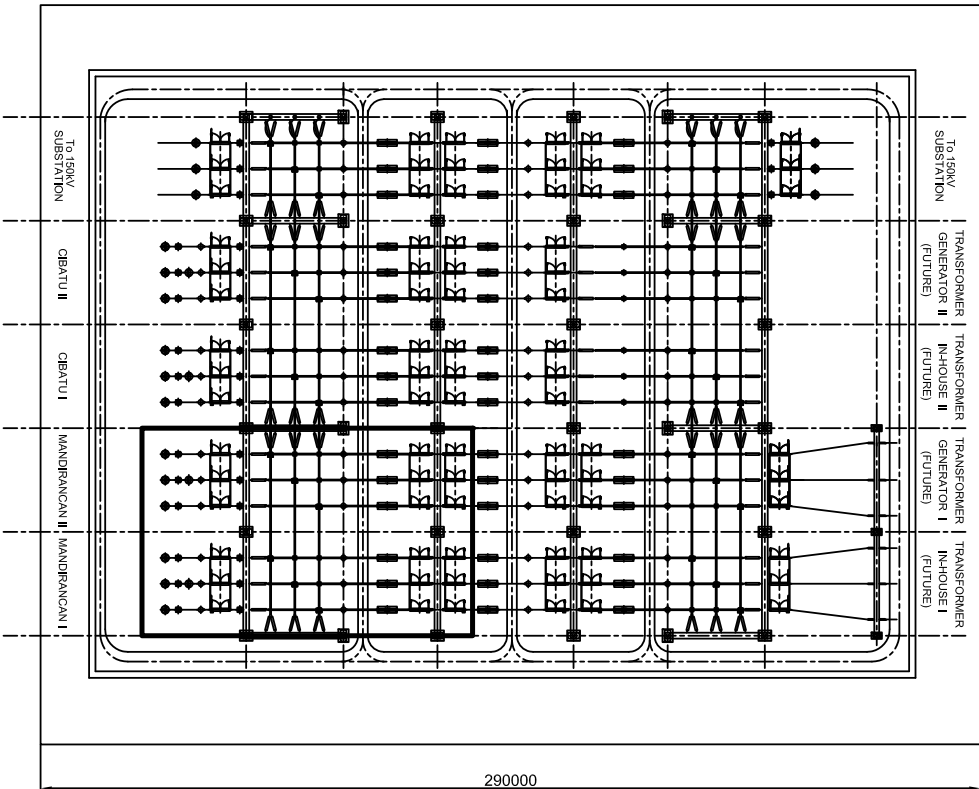 To 150kV
SUBSTATION
CIBATU II
CIBATU I
MANDIRANCAN II
MANDIRANCAN I
To 150kV
SUBSTATION
TRANSFORMER
GENERATOR II
(FUTURE)
TRANSFORMER
IN-HOUSE II
(FUTURE)
TRANSFORMER
GENERATOR I
(FUTURE)
TRANSFORMER
IN-HOUSE I
(FUTURE)
290000